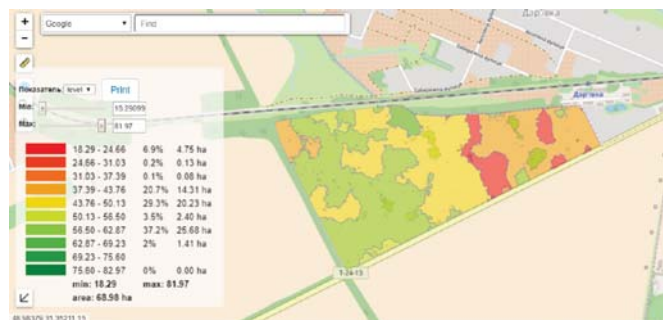 +
Google Find
−
Дар'ївка
Показатель: level Print
Min: 15.39099
Max: 81.97
Дар'ївка
18.29 - 24.66 6.9% 4.75 ha
24.66 - 31.03 0.2% 0.13 ha
31.03 - 37.39 0.1% 0.08 ha
37.39 - 43.76 20.7% 14.31 ha
43.76 - 50.13 29.3% 20.23 ha
50.13 - 56.50 3.5% 2.40 ha
56.50 - 62.87 37.2% 25.68 ha
62.87 - 69.23 2% 1.41 ha
69.23 - 75.60
75.60 - 82.97 0% 0.00 ha
min: 18.29 max: 81.97
area: 68.98 ha
T-24-13